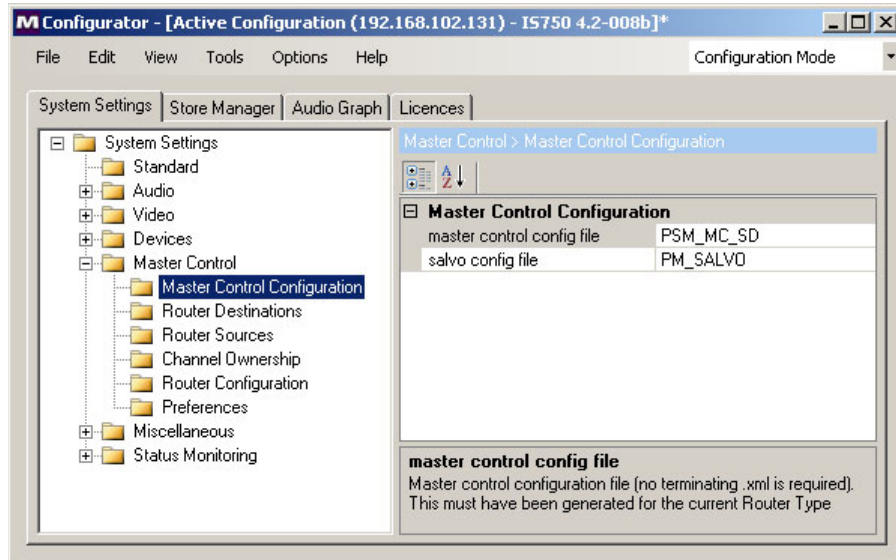 M Configurator - [Active Configuration (192.168.102.131) - IS750 4.2-008b]*
File Edit View Tools Options Help Configuration Mode
System Settings Store Manager Audio Graph Licences
System Settings
Standard
Audio
Video
Devices
Master Control
Master Control Configuration
Router Destinations
Router Sources
Channel Ownership
Router Configuration
Preferences
Miscellaneous
Status Monitoring
Master Control > Master Control Configuration
A
Z
Master Control Configuration
master control config file PSM_MC_SD
salvo config file PM_SALVO
master control config file
Master control configuration file (no terminating .xml is required).
This must have been generated for the current Router Type